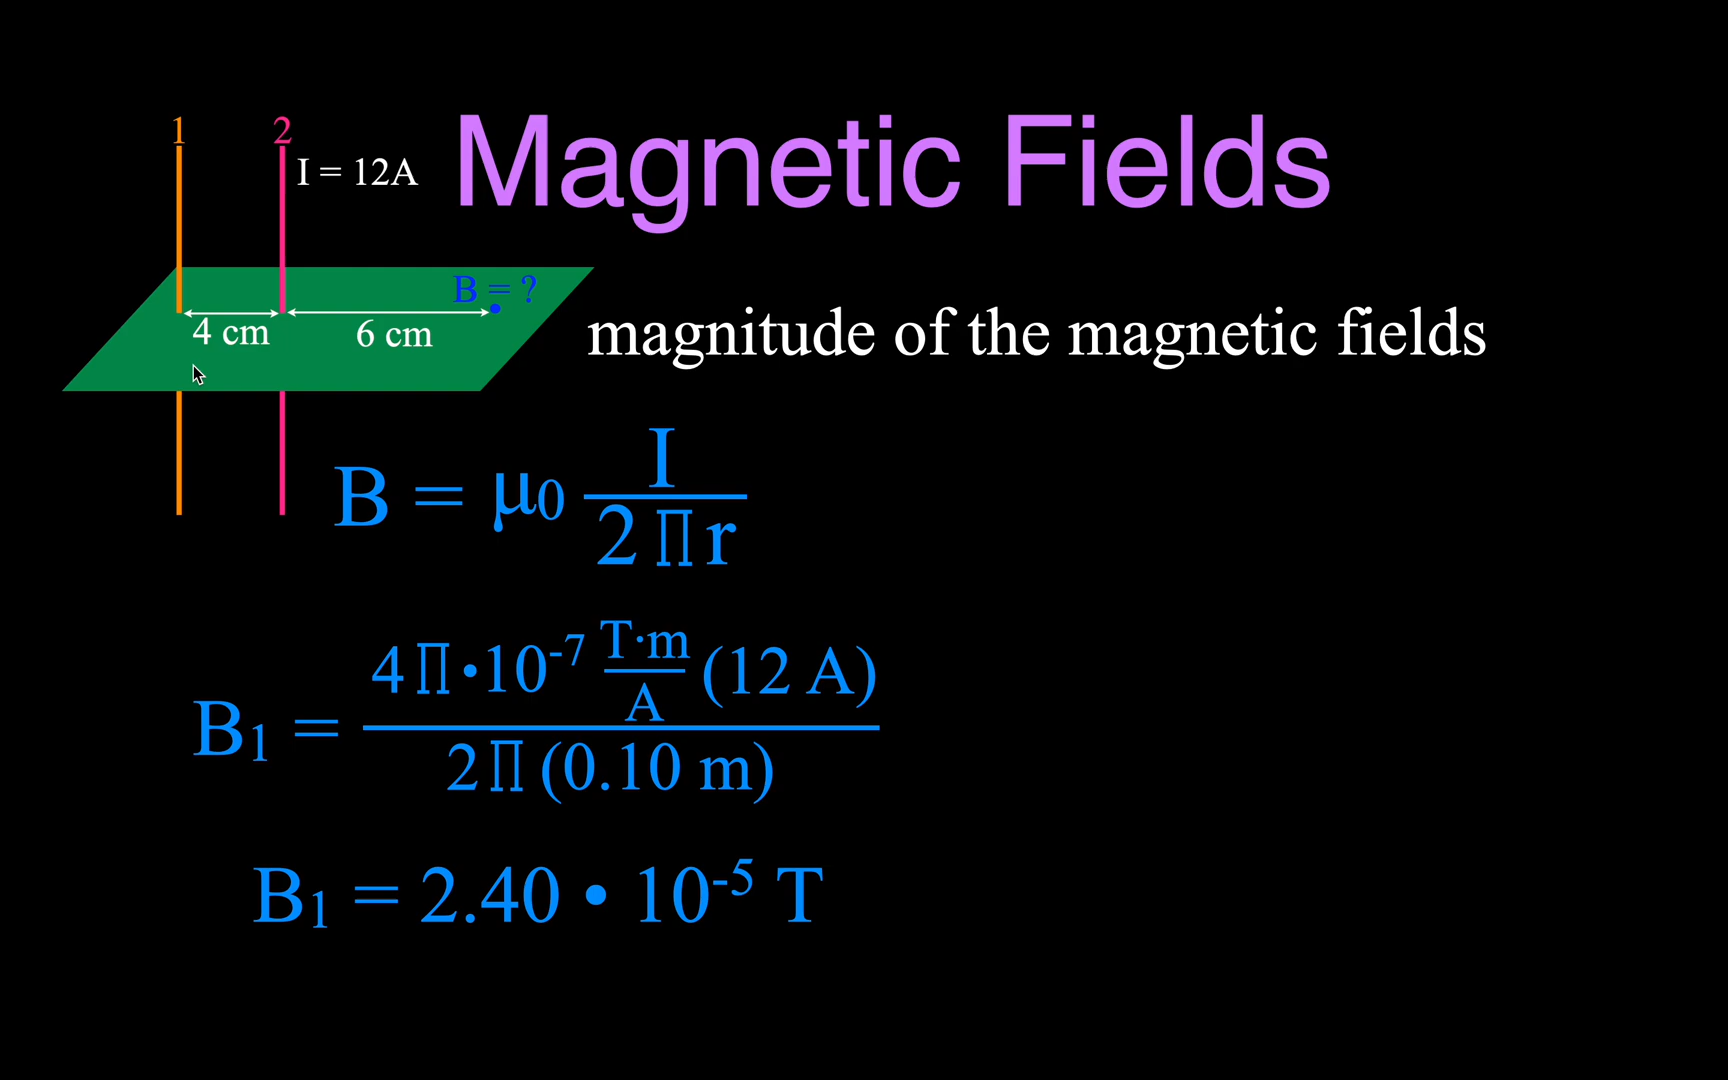 1 2
I = 12A
Magnetic Fields
B = ?
4 cm
6 cm
magnitude of the magnetic fields
B = μ₀ I / 2 ∏ r
B₁ = 4 ∏ • 10⁻⁷ T·m / A (12 A) / 2 ∏ (0.10 m)
B₁ = 2.40 • 10⁻⁵ T